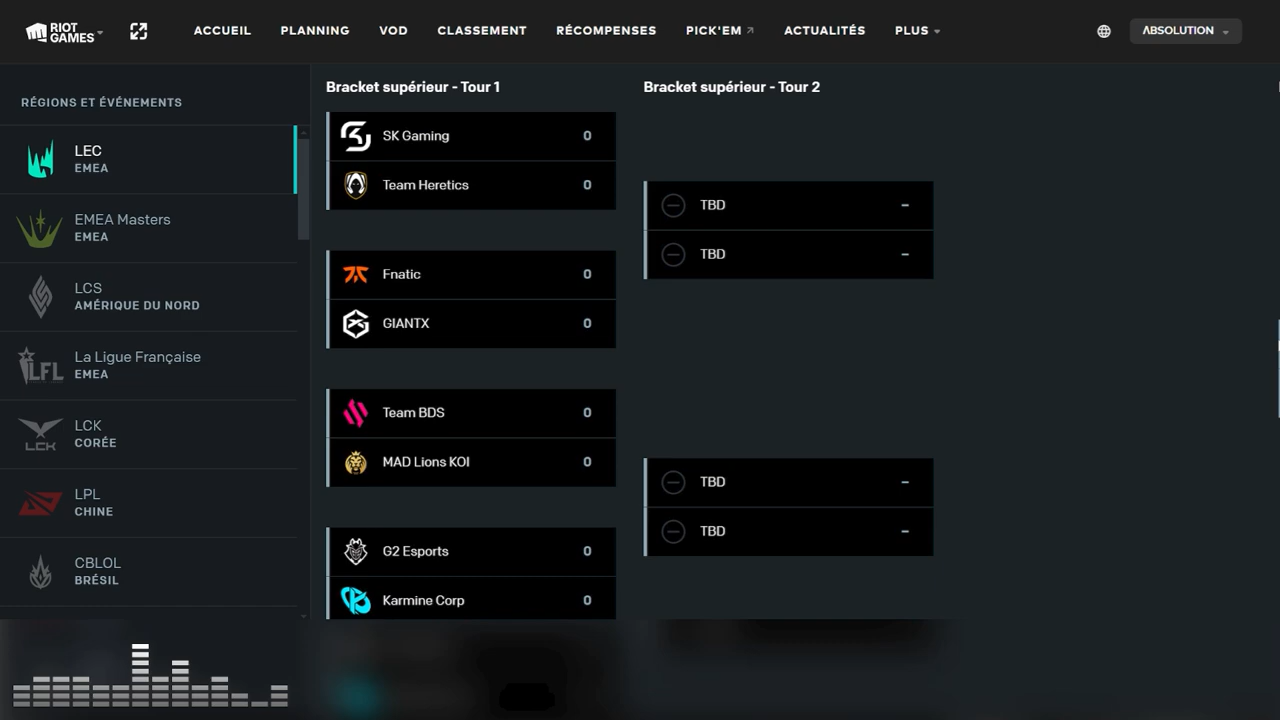 RIOT
GAMES
ACCUEIL
PLANNING
VOD
CLASSEMENT
RÉCOMPENSES
PICK'EM
ACTUALITÉS
PLUS
ABSOLUTION
RÉGIONS ET ÉVÉNEMENTS
LEC
EMEA
EMEA Masters
EMEA
LCS
AMÉRIQUE DU NORD
La Ligue Française
EMEA
LFL
LCK
CORÉE
LCK
LPL
CHINE
CBLOL
BRÉSIL
Bracket supérieur - Tour 1
SK Gaming 0
Team Heretics 0
Fnatic 0
GIANTX 0
Team BDS 0
MAD Lions KOI 0
G2 Esports 0
Karmine Corp 0
Bracket supérieur - Tour 2
TBD -
TBD -
TBD -
TBD -